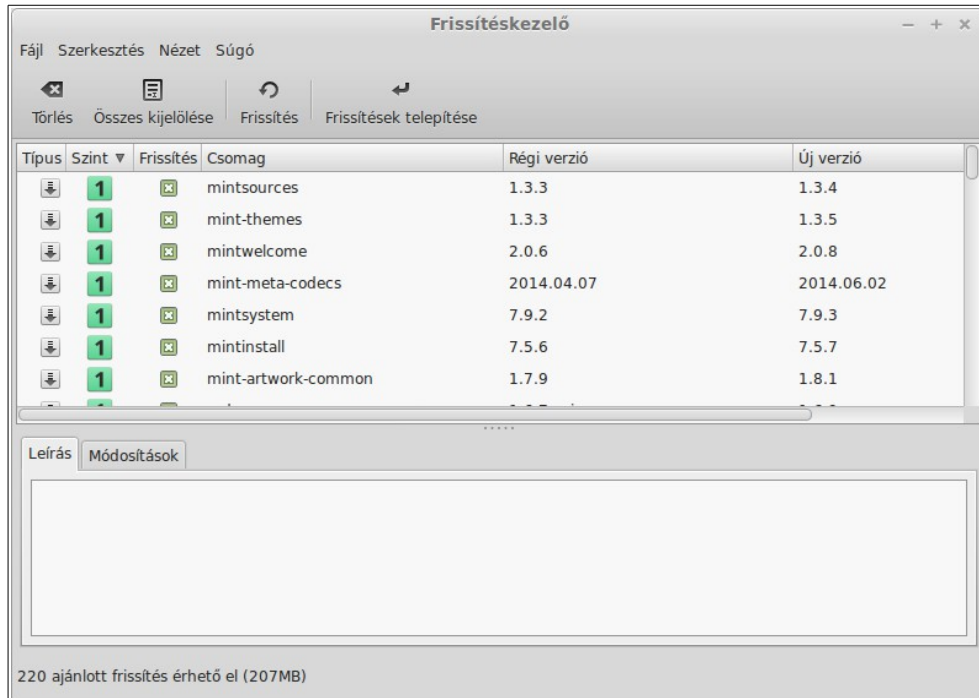 Frissítéskezelő
Fájl Szerkesztés Nézet Súgó
Törlés Összes kijelölése Frissítés Frissítések telepítése
Típus Szint Frissítés Csomag Régi verzió Új verzió
1 mintsources 1.3.3 1.3.4
1 mint-themes 1.3.3 1.3.5
1 mintwelcome 2.0.6 2.0.8
1 mint-meta-codecs 2014.04.07 2014.06.02
1 mintsystem 7.9.2 7.9.3
1 mintinstall 7.5.6 7.5.7
1 mint-artwork-common 1.7.9 1.8.1
Leírás Módosítások
220 ajánlott frissítés érhető el (207MB)